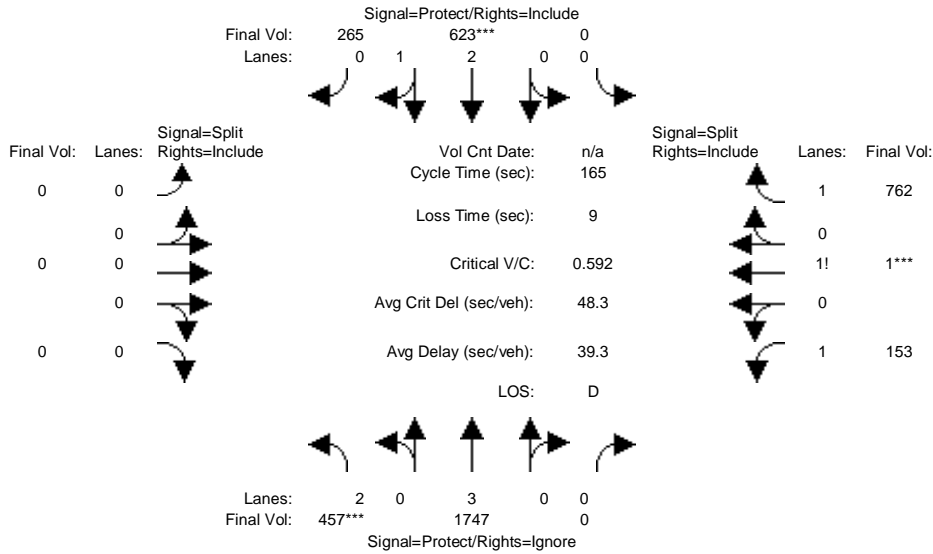 Signal=Protect/Rights=Include
Final Vol: 265 623*** 0
Lanes: 0 1 2 0 0
Signal=Split
Final Vol: Lanes: Rights=Include
Vol Cnt Date: n/a
Signal=Split
Rights=Include Lanes: Final Vol:
Cycle Time (sec): 165
0 0
1 762
Loss Time (sec): 9
0
0
0 0
Critical V/C: 0.592
1! 1***
0
Avg Crit Del (sec/veh): 48.3
0
0 0
Avg Delay (sec/veh): 39.3
1 153
LOS: D
Lanes: 2 0 3 0 0
Final Vol: 457*** 1747 0
Signal=Protect/Rights=Ignore